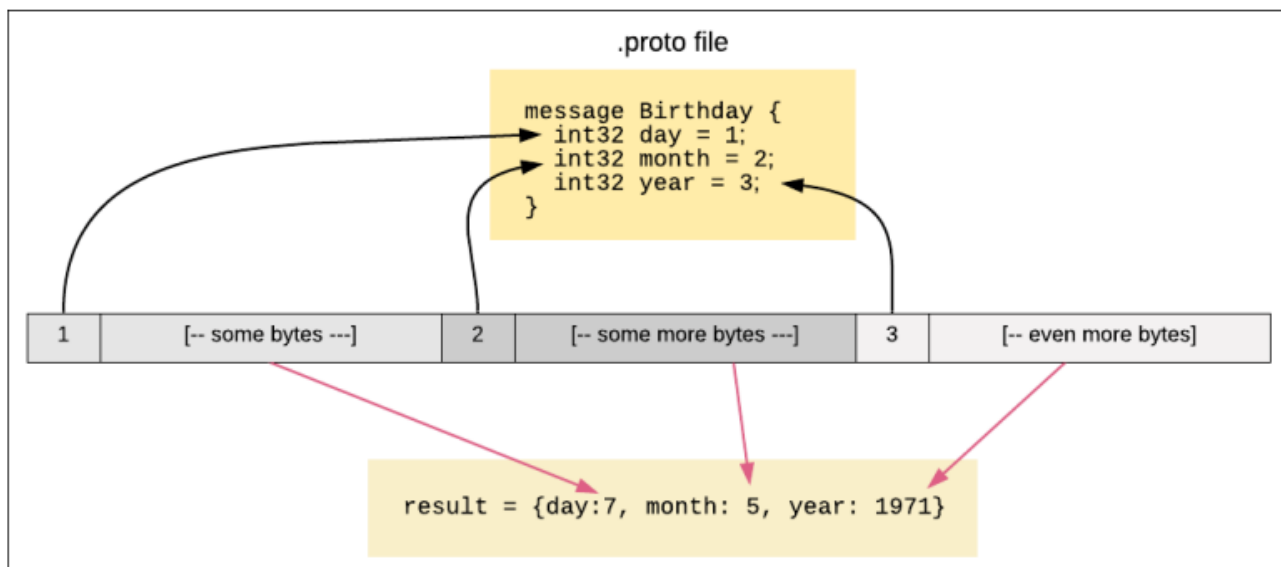 .proto file
message Birthday {
int32 day = 1;
int32 month = 2;
int32 year = 3;
}
1 [-- some bytes ---] 2 [-- some more bytes ---] 3 [-- even more bytes]
result = {day:7, month: 5, year: 1971}